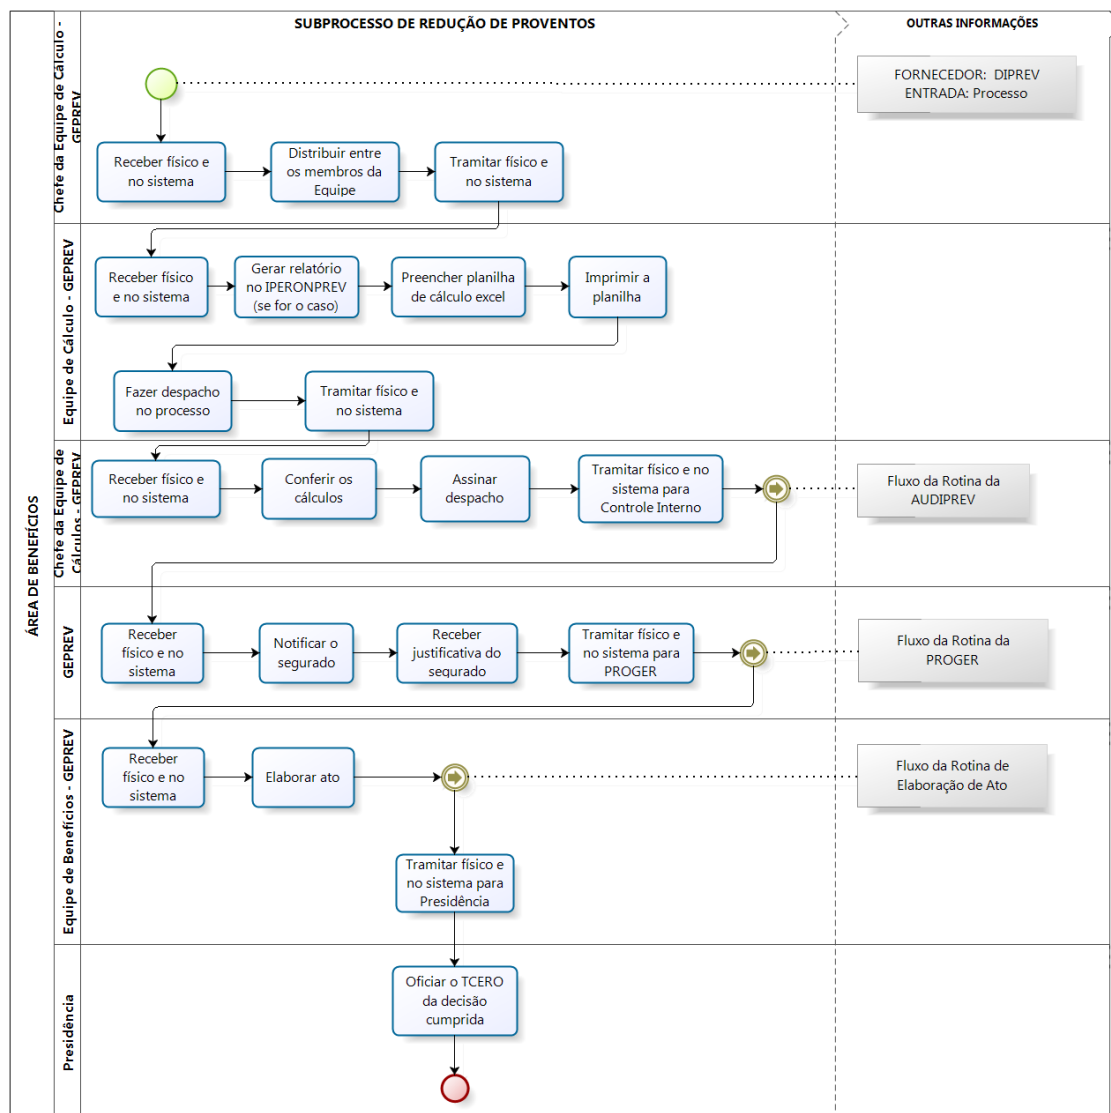 SUBPROCESSO DE REDUÇÃO DE PROVENTOS
OUTRAS INFORMAÇÕES
ÁREA DE BENEFÍCIOS
Chefe da Equipe de Cálculo -
GEPREV
FORNECEDOR:  DIPREV
ENTRADA: Processo
Receber físico e
no sistema
Distribuir entre
os membros da
Equipe
Tramitar físico e
no sistema
Equipe de Cálculo - GEPREV
Receber físico
e no sistema
Gerar relatório
no IPERONPREV
(se for o caso)
Preencher planilha
de cálculo excel
Imprimir a
planilha
Fazer despacho
no processo
Tramitar físico e
no sistema
Chefe da Equipe de
Cálculos - GEPREV
Receber físico e
no sistema
Conferir os
cálculos
Assinar
despacho
Tramitar físico e no
sistema para
Controle Interno
Fluxo da Rotina da
AUDIPREV
GEPREV
Receber
físico e no
sistema
Notificar o
segurado
Receber
justificativa do
segurado
Tramitar físico e
no sistema para
PROGER
Fluxo da Rotina da
PROGER
Equipe de Benefícios - GEPREV
Receber
físico e no
sistema
Elaborar ato
Fluxo da Rotina de
Elaboração de Ato
Tramitar físico e
no sistema para
Presidência
Presidência
Oficiar o TCERO
da decisão
cumprida